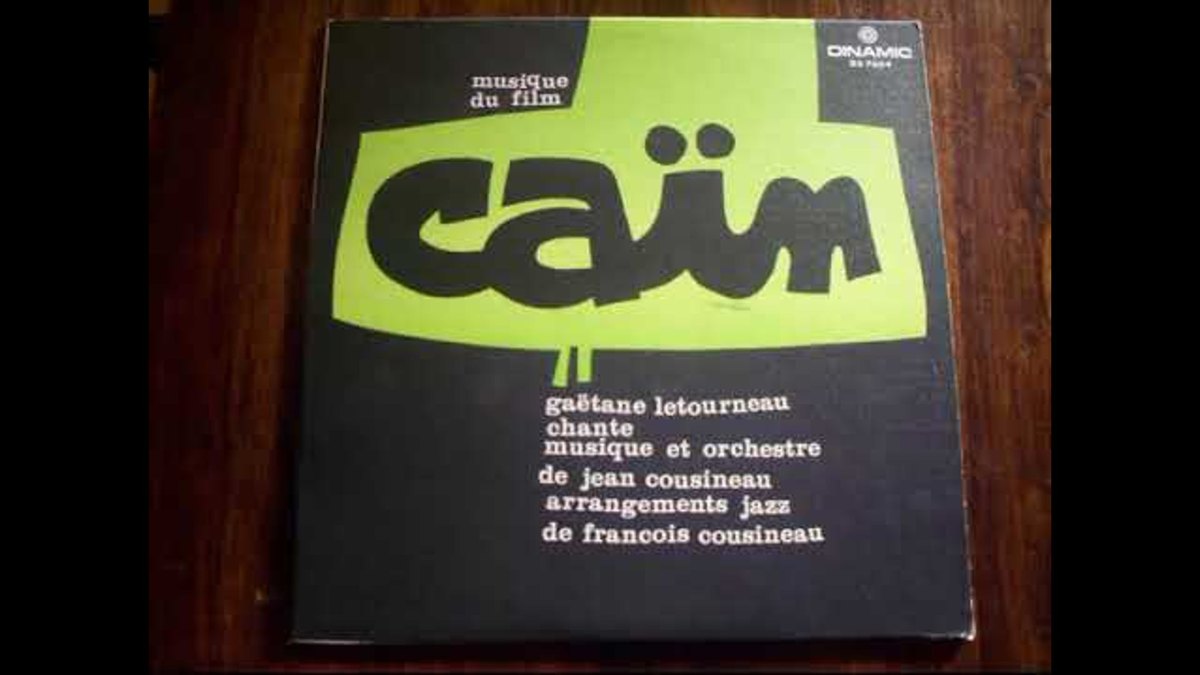 DINAMIC
musique
du film
caïn
gaëtane letourneau
chante
musique et orchestre
de jean cousineau
arrangements jazz
de francois cousineau